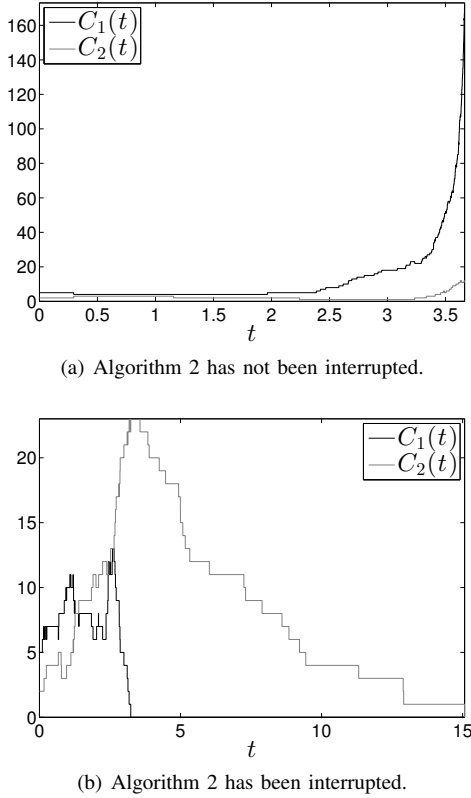 C₁(t)
C₂(t)
160
140
120
100
80
60
40
20
0
0 0.5 1 1.5 2 2.5 3 3.5
t
(a) Algorithm 2 has not been interrupted.
C₁(t)
C₂(t)
20
15
10
5
0
0 5 10 15
t
(b) Algorithm 2 has been interrupted.